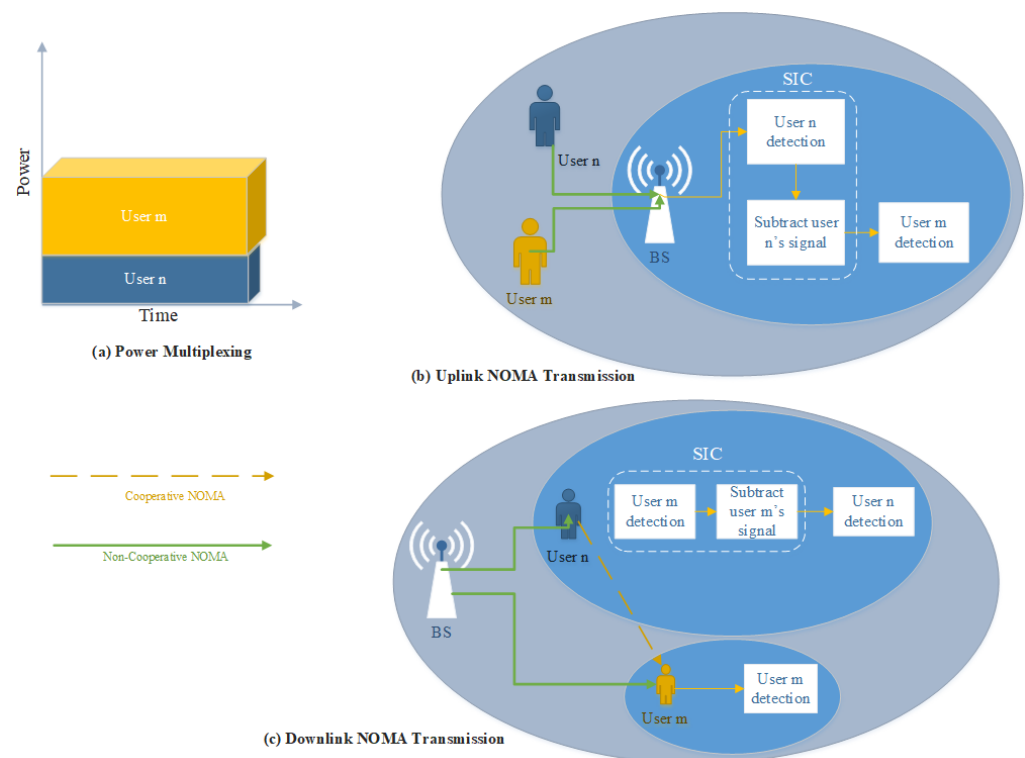 Power
User m
User n
Time
(a) Power Multiplexing
User n
User m
BS
SIC
User n
detection
Subtract user
n's signal
User m
detection
(b) Uplink NOMA Transmission
Cooperative NOMA
Non-Cooperative NOMA
BS
User n
SIC
User m
detection
Subtract
user m's
signal
User n
detection
User m
User m
detection
(c) Downlink NOMA Transmission